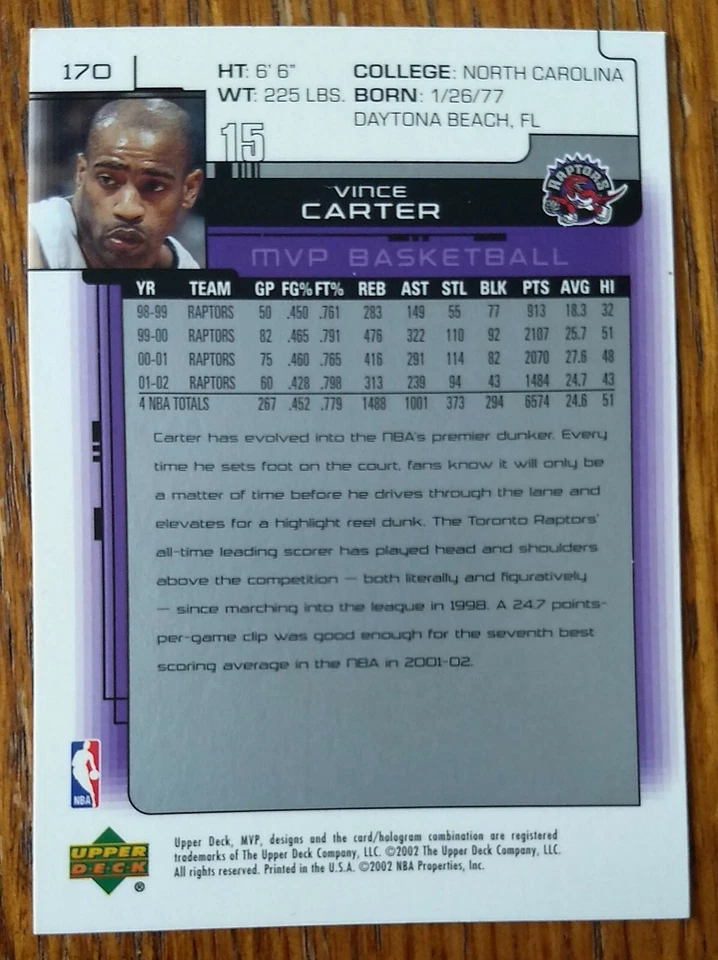 170
HT: 6' 6" COLLEGE: NORTH CAROLINA
WT: 225 LBS. BORN: 1/26/77
DAYTONA BEACH, FL
15
RAPTORS
VINCE
CARTER
MVP BASKETBALL
YR TEAM GP FG% FT% REB AST STL BLK PTS AVG HI
98-99 RAPTORS 50 .450 .761 283 149 55 77 913 18.3 32
99-00 RAPTORS 82 .465 .791 476 322 110 92 2107 25.7 51
00-01 RAPTORS 75 .460 .765 416 291 114 82 2070 27.6 48
01-02 RAPTORS 60 .428 .798 313 239 94 43 1484 24.7 43
4 NBA TOTALS 267 .452 .779 1488 1001 373 294 6574 24.6 51
Carter has evolved into the NBA's premier dunker. Every
time he sets foot on the court, fans know it will only be
a matter of time before he drives through the lane and
elevates for a highlight reel dunk. The Toronto Raptors'
all-time leading scorer has played head and shoulders
above the competition — both literally and figuratively
— since marching into the league in 1998. A 24.7 points-
per-game clip was good enough for the seventh best
scoring average in the NBA in 2001-02.
NBA
UPPER
DECK
®
Upper Deck, MVP, designs and the card/hologram combination are registered
trademarks of The Upper Deck Company, LLC. ©2002 The Upper Deck Company, LLC.
All rights reserved. Printed in the U.S.A. ©2002 NBA Properties, Inc.